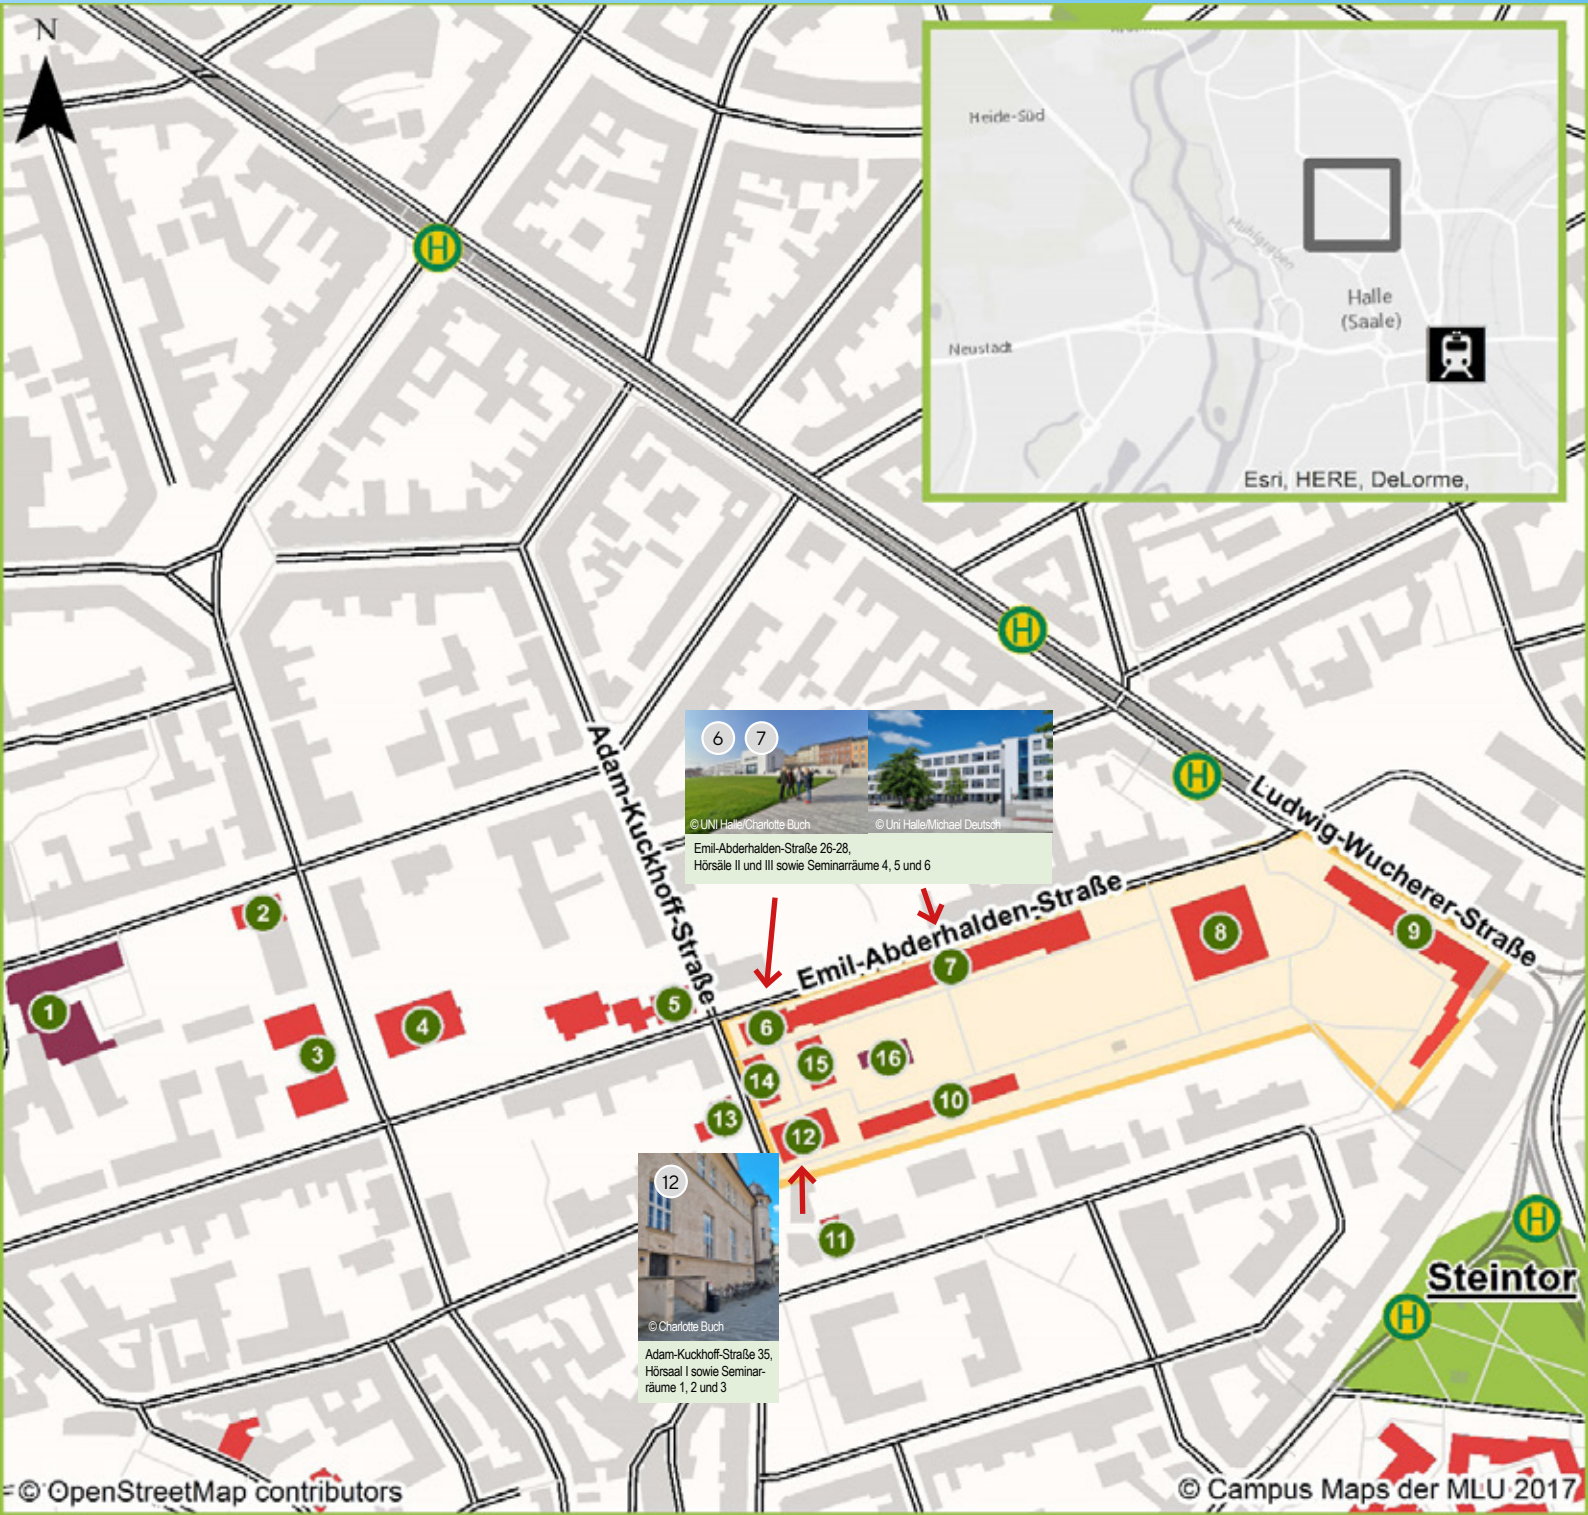 N
Heide-Süd
Mühlgraben
Halle
(Saale)
Neustadt
Esri, HERE, DeLorme,
H
H
H
Adam-Kuckhoff-Straße
6 7
© UNI Halle/Charlotte Buch
© Uni Halle/Michael Deutsch
Emil-Abderhalden-Straße 26-28,
Hörsäle II und III sowie Seminarräume 4, 5 und 6
Ludwig-Wucherer-Straße
Emil-Abderhalden-Straße
1
2
3
4
5
6
7
8
9
10
11
12
13
14
15
16
12
© Charlotte Buch
Adam-Kuckhoff-Straße 35,
Hörsaal I sowie Seminar-
räume 1, 2 und 3
H
Steintor
H
© OpenStreetMap contributors
© Campus Maps der MLU 2017